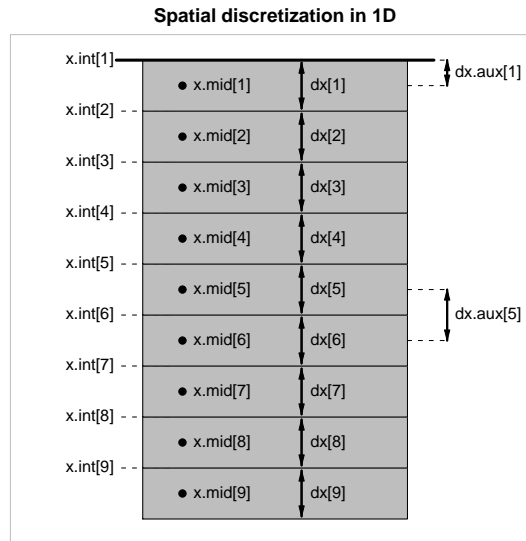 Spatial discretization in 1D
x.int[1]
dx.aux[1]
x.mid[1] dx[1]
x.int[2]
x.mid[2] dx[2]
x.int[3]
x.mid[3] dx[3]
x.int[4]
x.mid[4] dx[4]
x.int[5]
x.mid[5] dx[5]
x.int[6] dx.aux[5]
x.mid[6] dx[6]
x.int[7]
x.mid[7] dx[7]
x.int[8]
x.mid[8] dx[8]
x.int[9]
x.mid[9] dx[9]